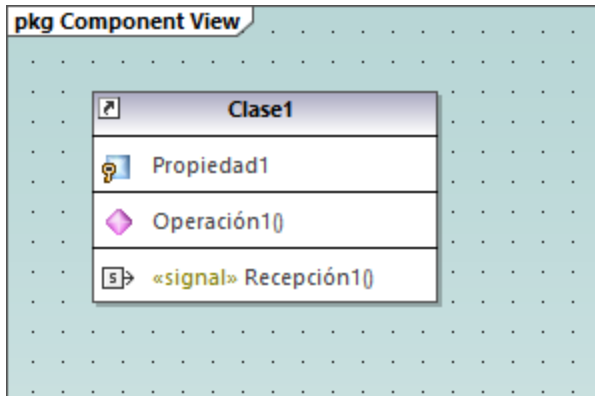 pkg Component View
Clase1
Propiedad1
Operación1()
«signal» Recepción1()